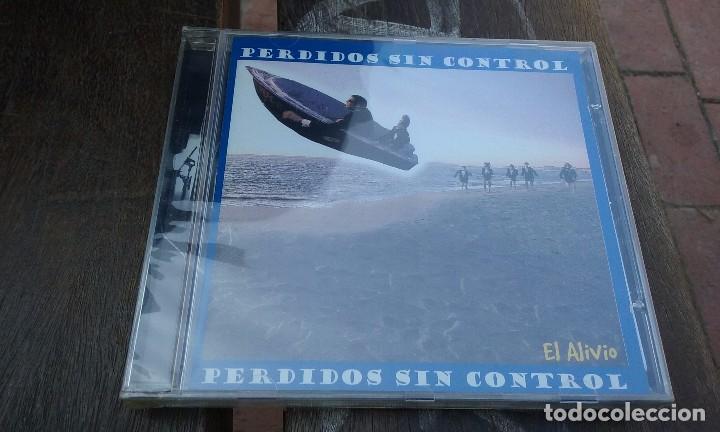 PERDIDOS SIN CONTROL
El Alivio
PERDIDOS SIN CONTROL
todocoleccion